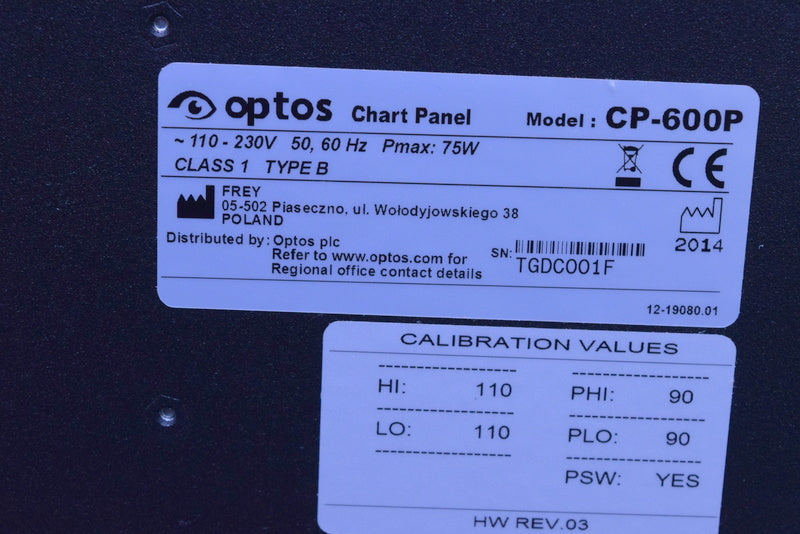 optos Chart Panel Model : CP-600P
~ 110 - 230V 50, 60 Hz Pmax: 75W
CLASS 1 TYPE B
FREY
05-502 Piaseczno, ul. Wołodyjowskiego 38
POLAND
2014
Distributed by: Optos plc
Refer to www.optos.com for
Regional office contact details
SN: TGDC001F
12-19080.01
CALIBRATION VALUES
HI: 110 PHI: 90
LO: 110 PLO: 90
PSW: YES
HW REV.03